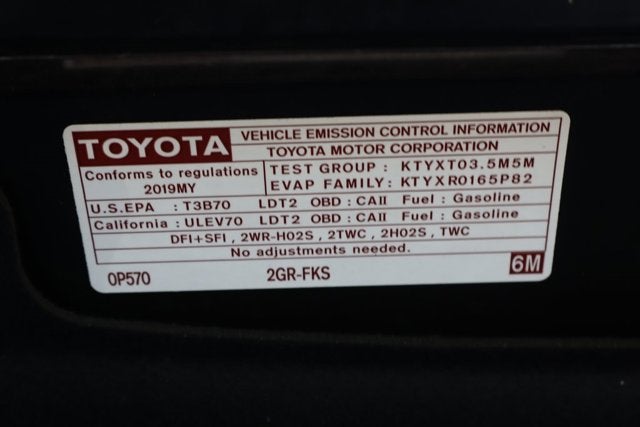 TOYOTA
VEHICLE EMISSION CONTROL INFORMATION
TOYOTA MOTOR CORPORATION
Conforms to regulations
2019MY
TEST GROUP : KTYXT03.5M5M
EVAP FAMILY: KTYXR0165P82
U.S.EPA : T3B70 LDT2 OBD : CAII Fuel : Gasoline
California : ULEV70 LDT2 OBD : CAII Fuel : Gasoline
DFI+SFI , 2WR-HO2S , 2TWC , 2HO2S , TWC
No adjustments needed.
0P570 2GR-FKS 6M